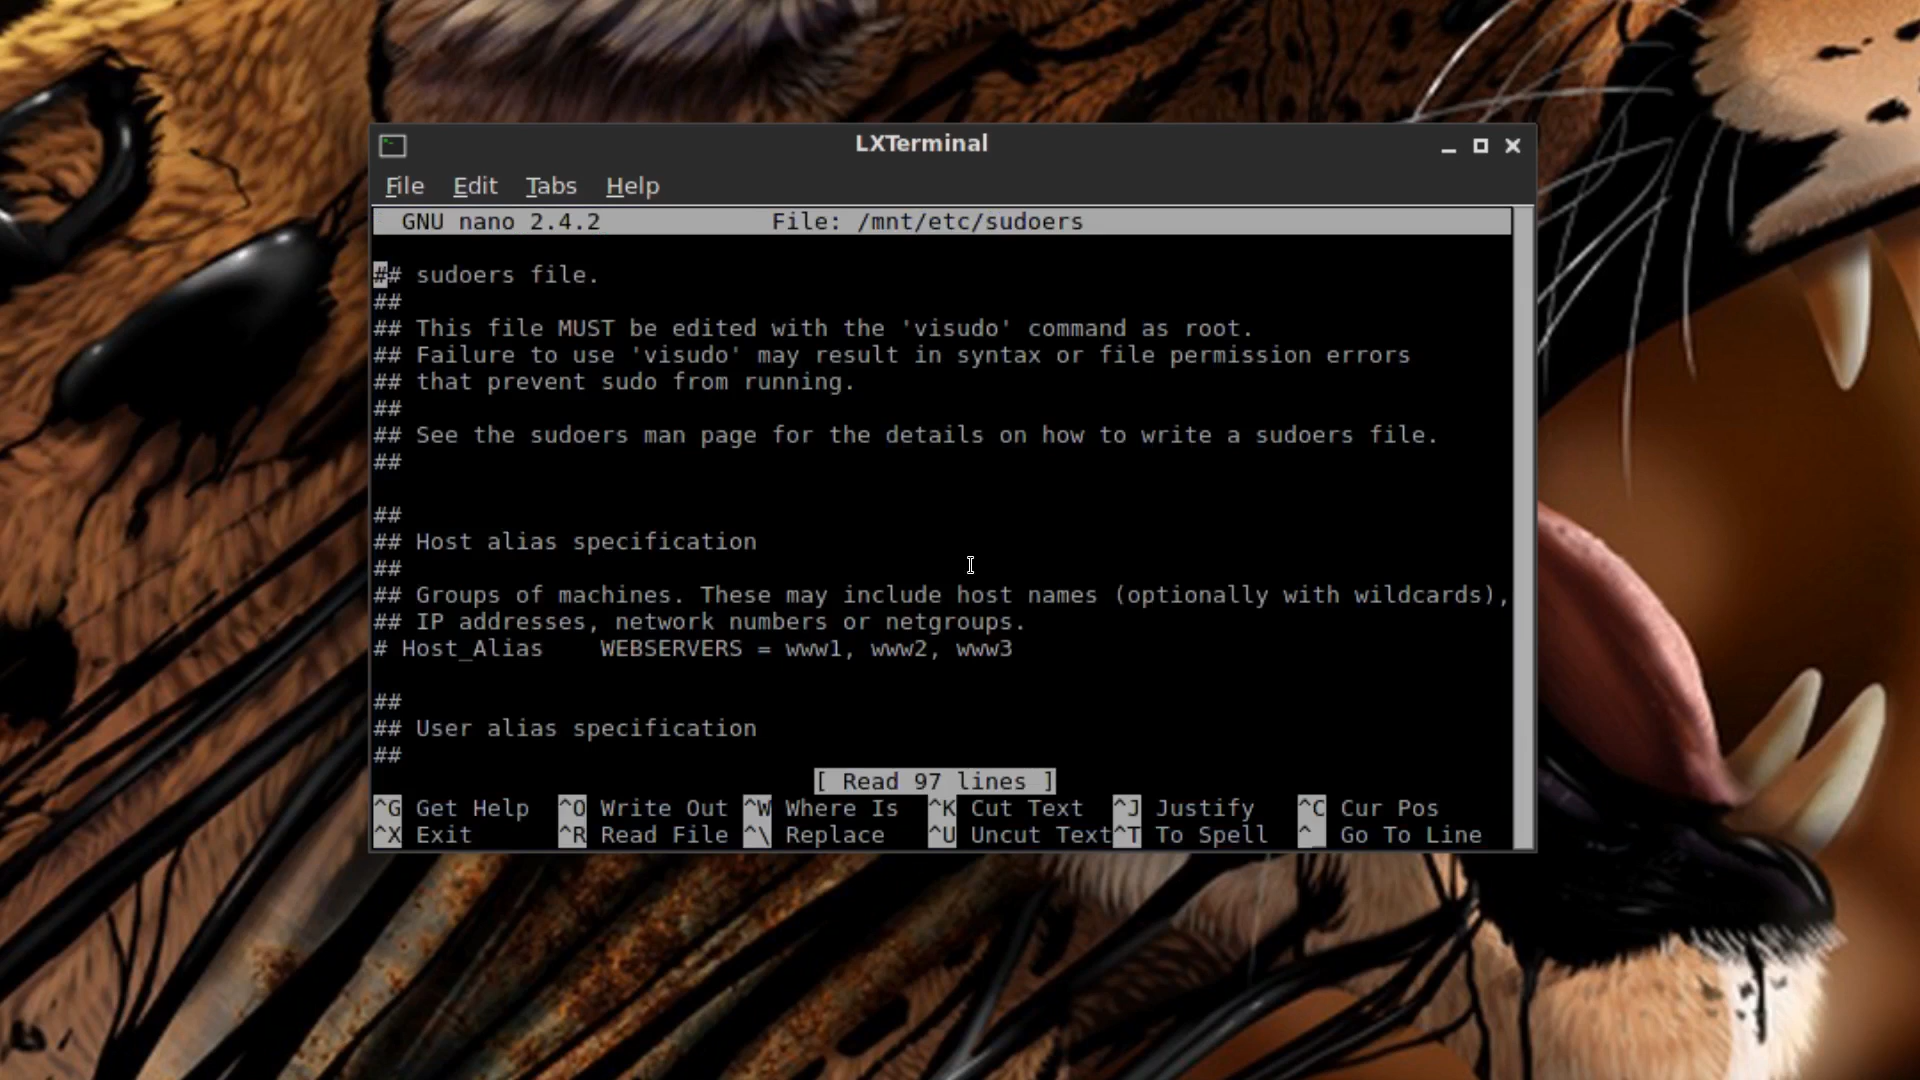 LXTerminal
File Edit Tabs Help
GNU nano 2.4.2 File: /mnt/etc/sudoers
## sudoers file.
##
## This file MUST be edited with the 'visudo' command as root.
## Failure to use 'visudo' may result in syntax or file permission errors
## that prevent sudo from running.
##
## See the sudoers man page for the details on how to write a sudoers file.
##
##
## Host alias specification
##
## Groups of machines. These may include host names (optionally with wildcards),
## IP addresses, network numbers or netgroups.
# Host_Alias WEBSERVERS = www1, www2, www3
##
## User alias specification
##
[ Read 97 lines ]
^G Get Help ^O Write Out ^W Where Is ^K Cut Text ^J Justify ^C Cur Pos
^X Exit ^R Read File ^\ Replace ^U Uncut Text ^T To Spell ^_ Go To Line